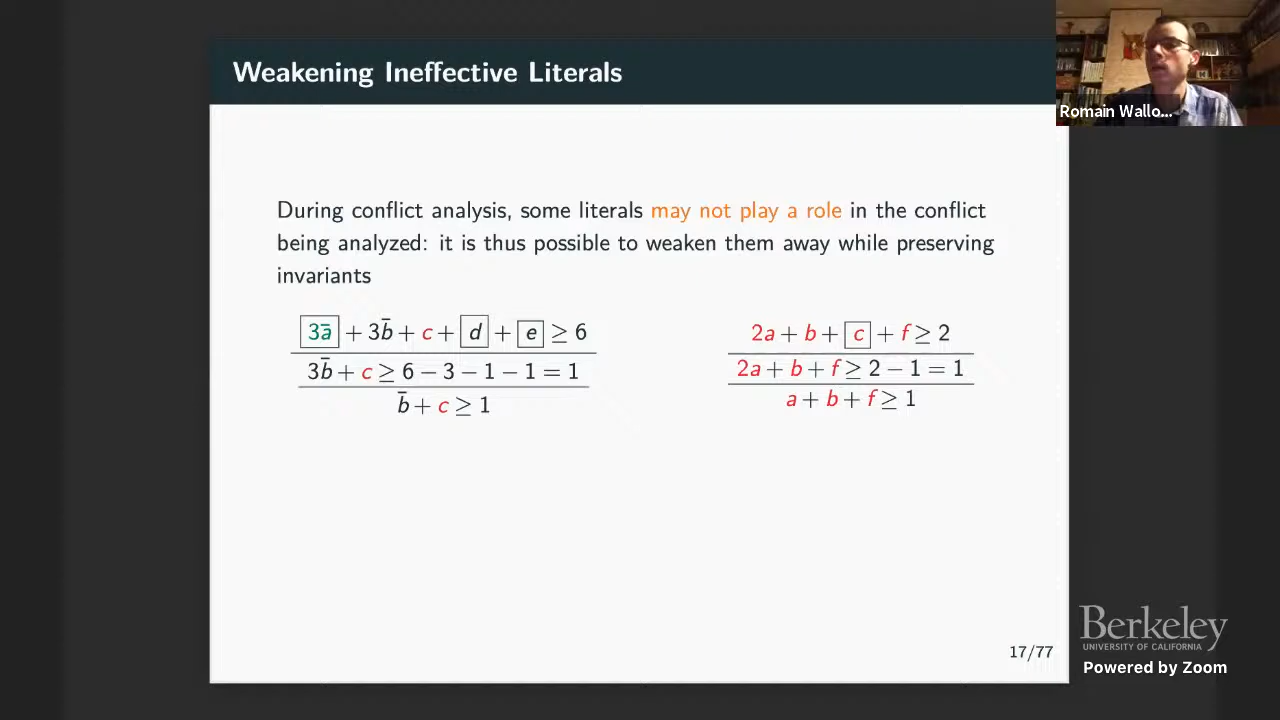 Weakening Ineffective Literals
Romain Wallo...
During conflict analysis, some literals may not play a role in the conflict
being analyzed: it is thus possible to weaken them away while preserving
invariants
3ā + 3b̄ + c + d + e ≥ 6
3b̄ + c ≥ 6 − 3 − 1 − 1 = 1
b̄ + c ≥ 1
2a + b + c + f ≥ 2
2a + b + f ≥ 2 − 1 = 1
a + b + f ≥ 1
17/77
Berkeley
UNIVERSITY OF CALIFORNIA
Powered by Zoom